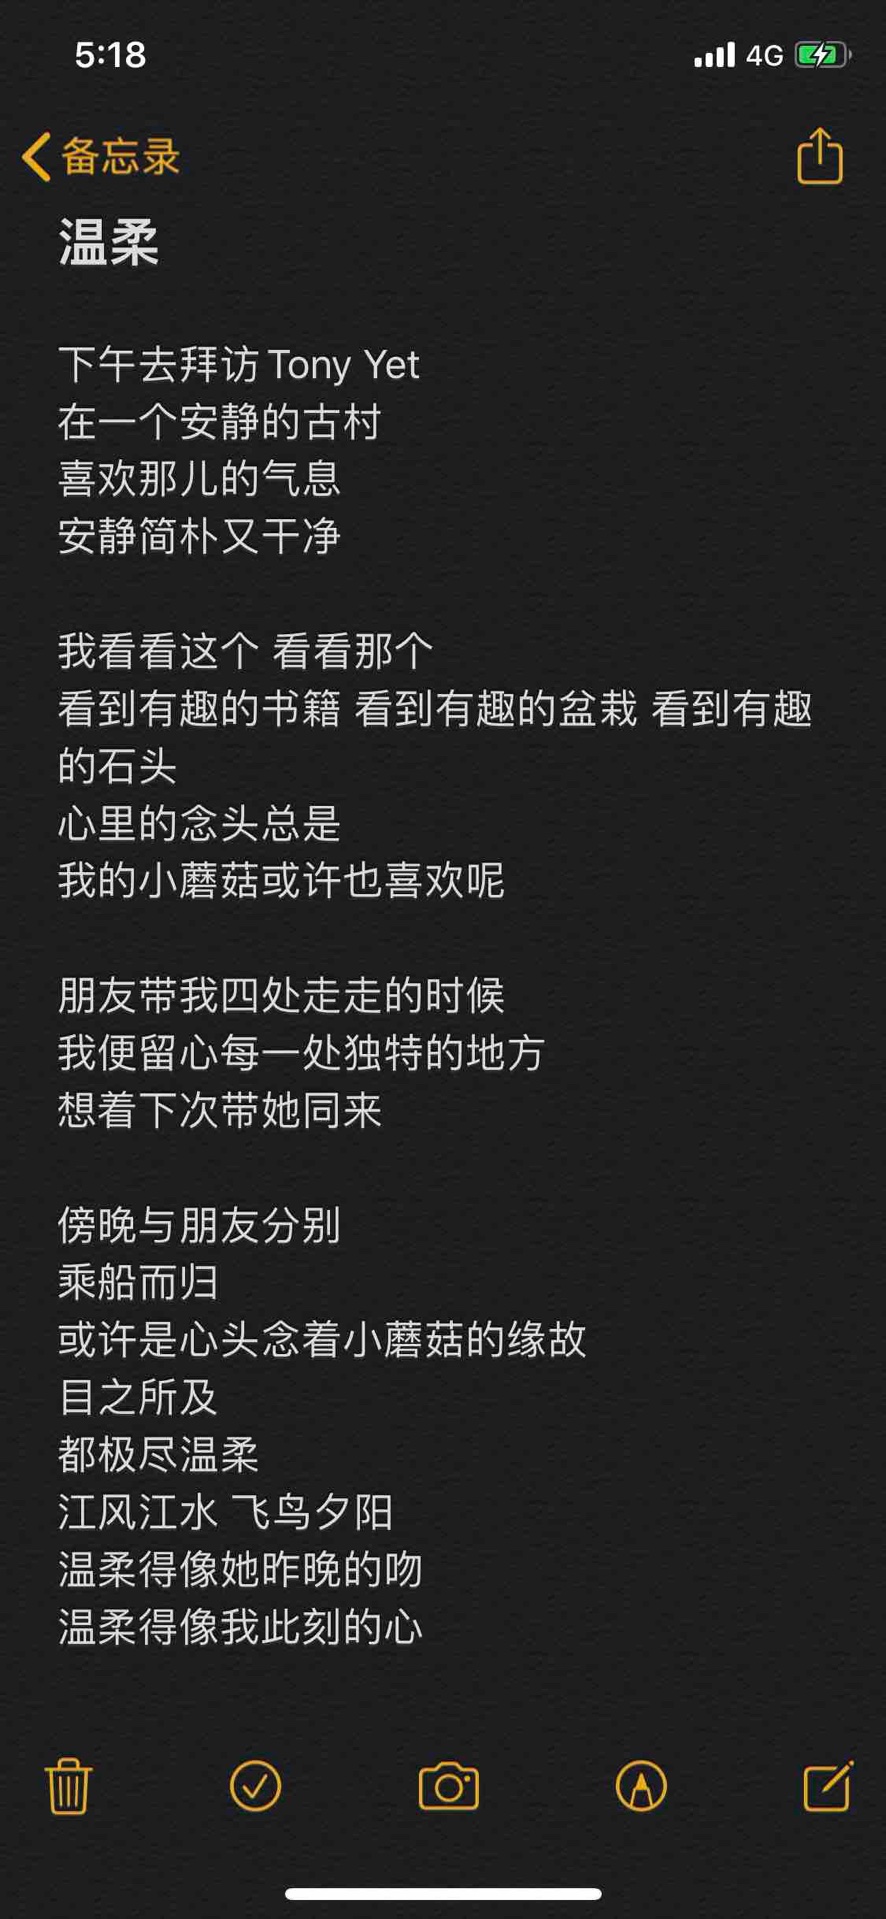 5:18
4G
备忘录
温柔
下午去拜访Tony Yet
在一个安静的古村
喜欢那儿的气息
安静简朴又干净
我看看这个 看看那个
看到有趣的书籍 看到有趣的盆栽 看到有趣
的石头
心里的念头总是
我的小蘑菇或许也喜欢呢
朋友带我四处走走的时候
我便留心每一处独特的地方
想着下次带她同来
傍晚与朋友分别
乘船而归
或许是心头念着小蘑菇的缘故
目之所及
都极尽温柔
江风江水 飞鸟夕阳
温柔得像她昨晚的吻
温柔得像我此刻的心